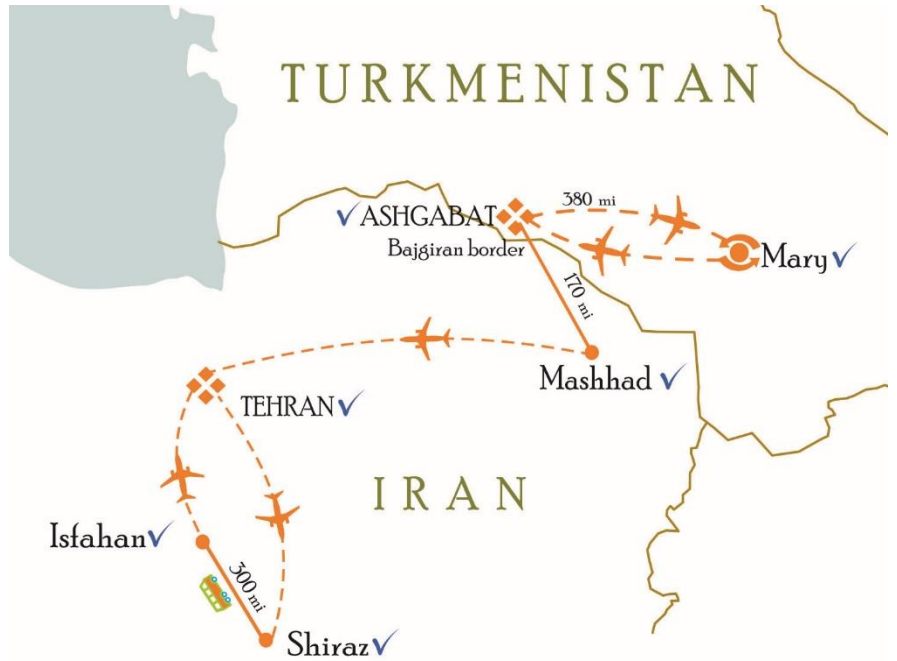 TURKMENISTAN
380 mi
ASHGABAT
Bajgiran border
Mary
170 mi
Mashhad
TEHRAN
IRAN
Isfahan
300 mi
Shiraz